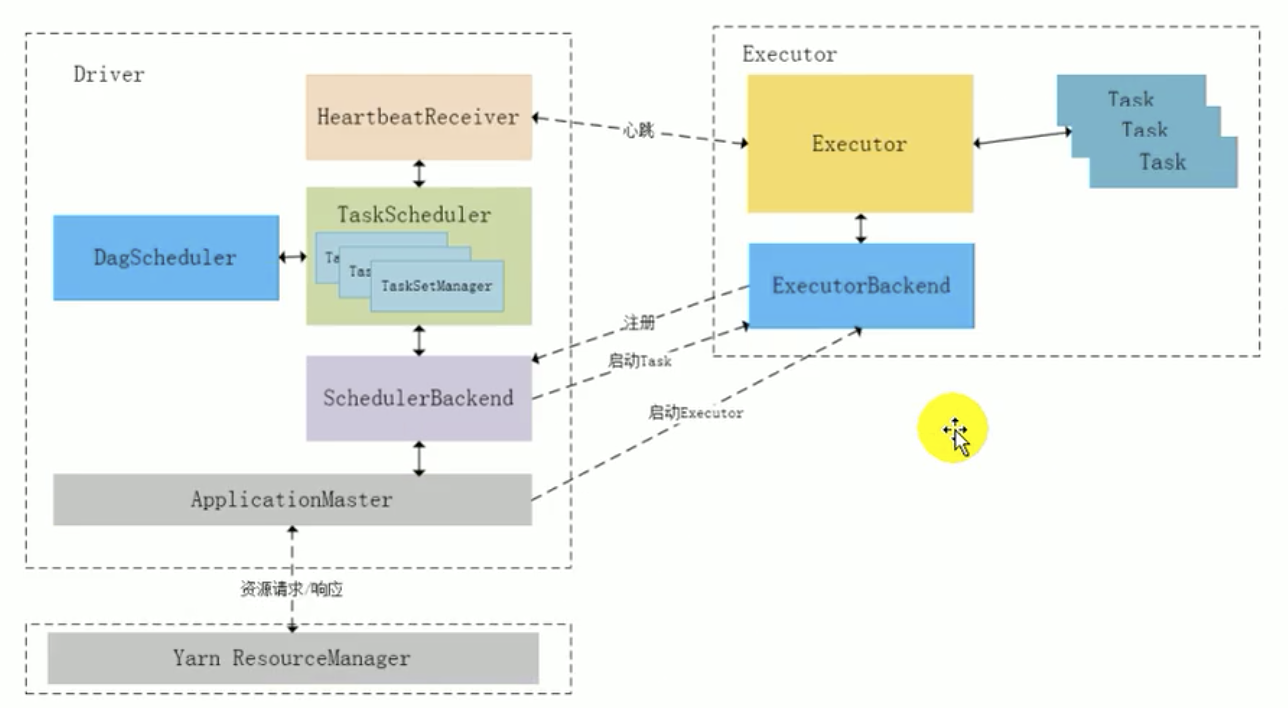 Driver
HeartbeatReceiver
TaskScheduler
Ta
Tas
TaskSetManager
DagScheduler
SchedulerBackend
ApplicationMaster
资源请求/响应
Yarn ResourceManager
心跳
注册
启动Task
启动Executor
Executor
Executor
Task
Task
Task
ExecutorBackend